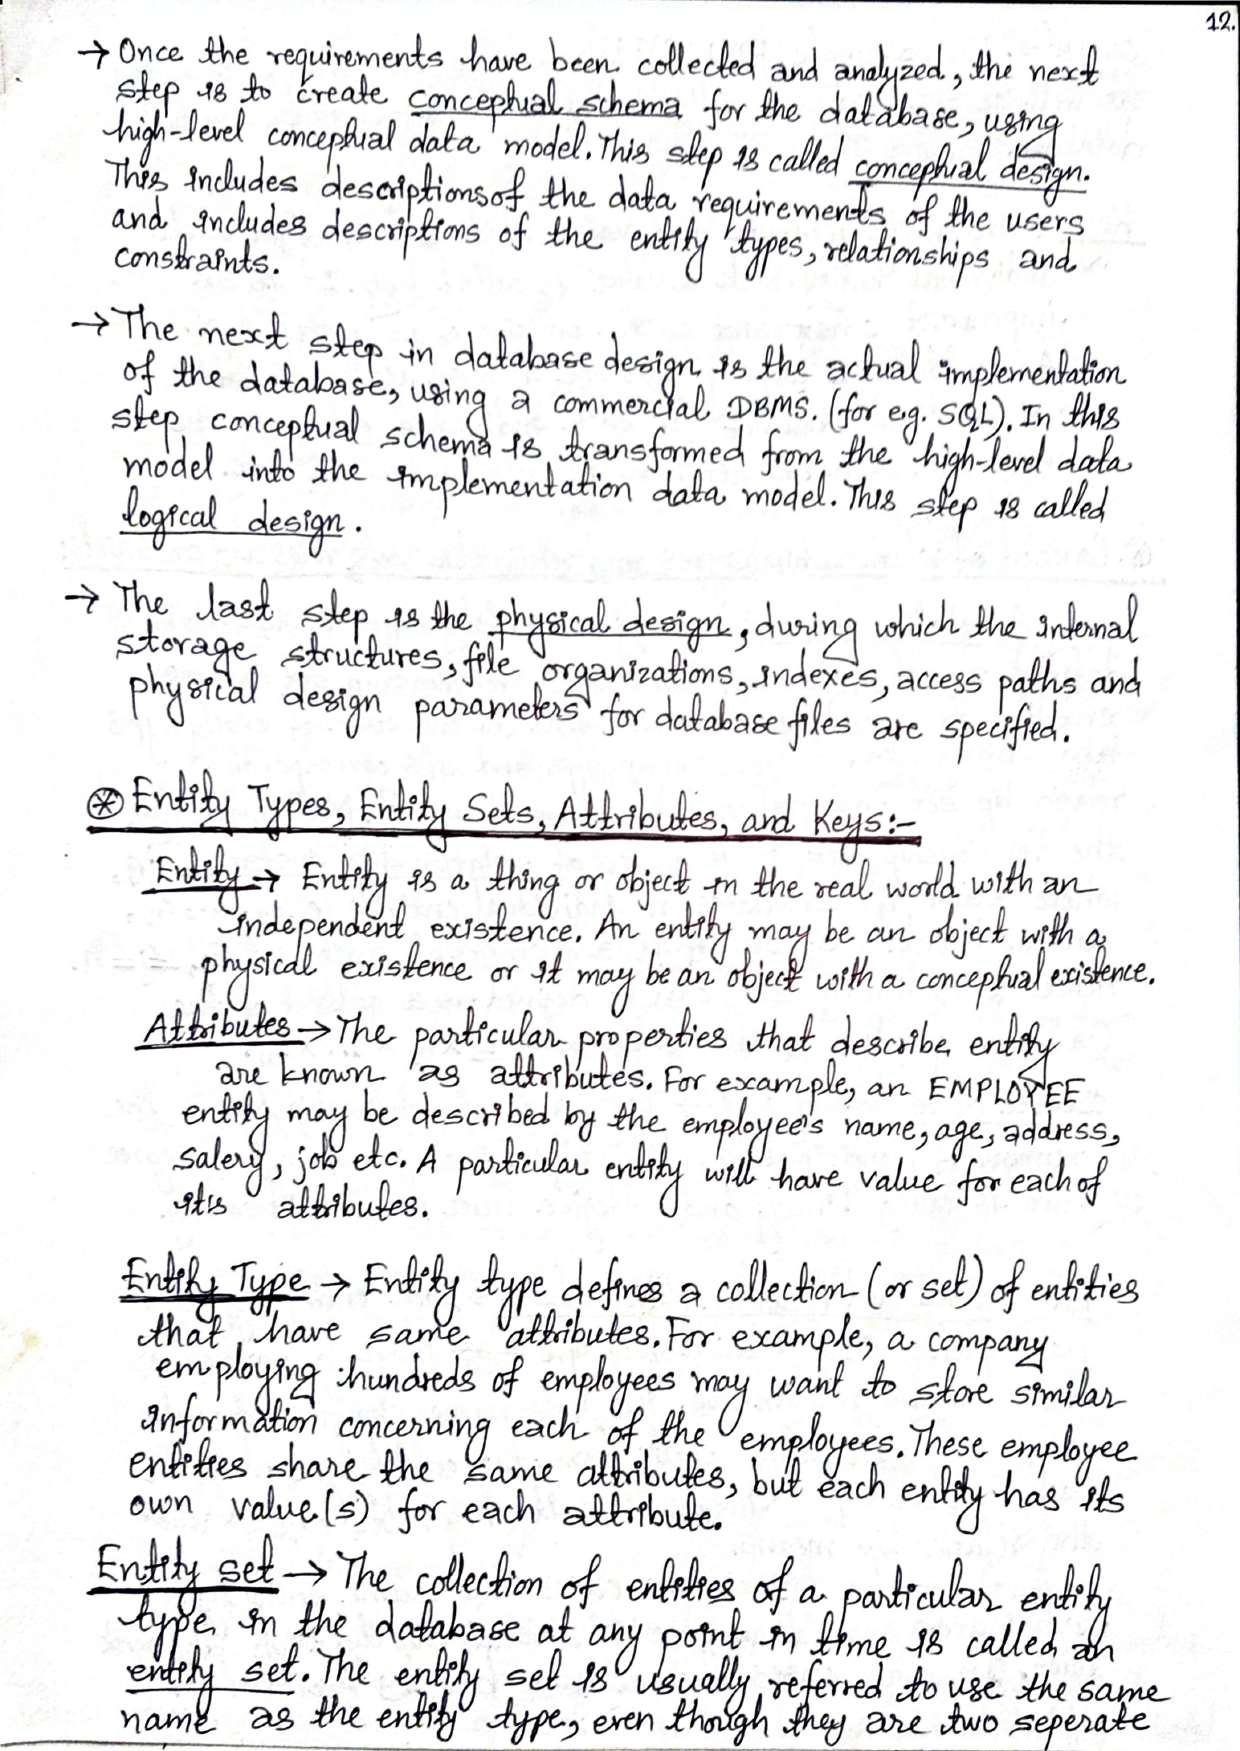 12.
→ Once the requirements have been collected and analyzed, the next
step is to create conceptual schema for the database, using
high-level conceptual data model. This step is called conceptual design.
This includes descriptions of the data requirements of the users
and includes descriptions of the entity types, relationships and
constraints.
→ The next step in database design is the actual implementation
of the database, using a commercial DBMS. (for e.g. SQL). In this
step conceptual schema is transformed from the high-level data
model into the implementation data model. This step is called
logical design.
→ The last step is the physical design, during which the internal
storage structures, file organizations, indexes, access paths and
physical design parameters for database files are specified.
⊛ Entity Types, Entity Sets, Attributes, and Keys:-
Entity → Entity is a thing or object in the real world with an
independent existence. An entity may be an object with a
physical existence or it may be an object with a conceptual existence.
Attributes → The particular properties that describe entity
are known as attributes. For example, an EMPLOYEE
entity may be described by the employee's name, age, address,
salery, job etc. A particular entity will have value for each of
it's attributes.
Entity Type → Entity type defines a collection (or set) of entities
that have same attributes. For example, a company
employing hundreds of employees may want to store similar
information concerning each of the employees. These employee
entities share the same attributes, but each entity has its
own value(s) for each attribute.
Entity set → The collection of entities of a particular entity
type in the database at any point in time is called an
entity set. The entity set is usually referred to use the same
name as the entity type, even though they are two seperate